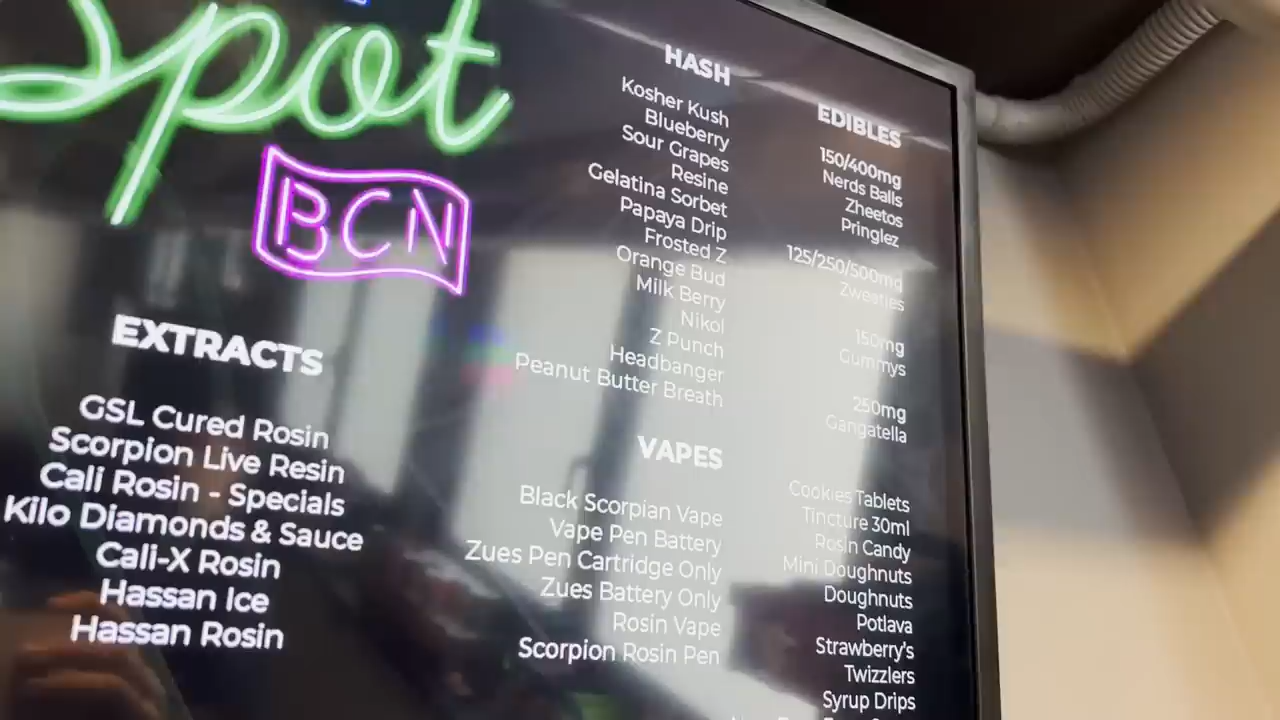 Spot
BCN
EXTRACTS
GSL Cured Rosin
Scorpion Live Resin
Cali Rosin - Specials
Kilo Diamonds & Sauce
Cali-X Rosin
Hassan Ice
Hassan Rosin
HASH
Kosher Kush
Blueberry
Sour Grapes
Resine
Gelatina Sorbet
Papaya Drip
Frosted Z
Orange Bud
Milk Berry
Nikol
Z Punch
Headbanger
Peanut Butter Breath
VAPES
Black Scorpian Vape
Vape Pen Battery
Zues Pen Cartridge Only
Zues Battery Only
Rosin Vape
Scorpion Rosin Pen
EDIBLES
150/400mg
Nerds Balls
Zheetos
Pringlez
125/250/500mg
Zweeties
150mg
Gummys
250mg
Gangatella
Cookies Tablets
Tincture 30ml
Rosin Candy
Mini Doughnuts
Doughnuts
Potlava
Strawberry's
Twizzlers
Syrup Drips